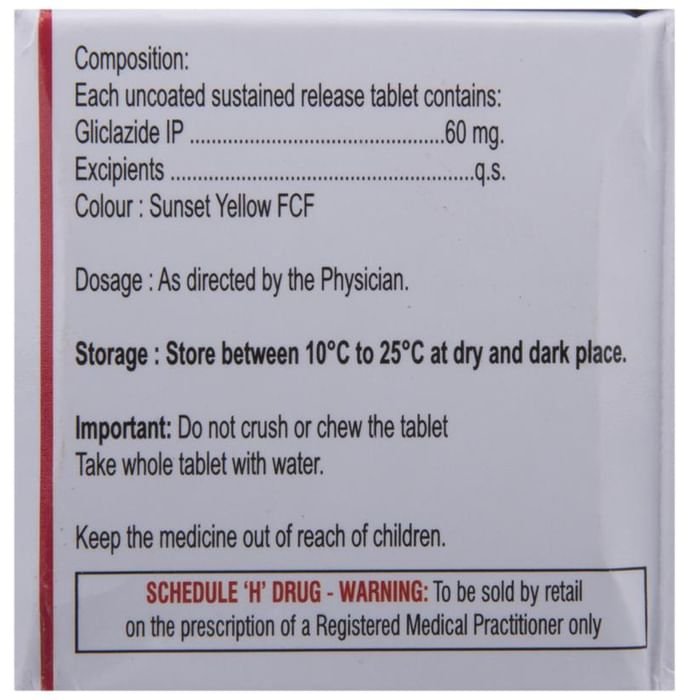 Composition:
Each uncoated sustained release tablet contains:
Gliclazide IP ................................................60 mg.
Excipients .........................................................q.s.
Colour : Sunset Yellow FCF
Dosage : As directed by the Physician.
Storage : Store between 10°C to 25°C at dry and dark place.
Important: Do not crush or chew the tablet
Take whole tablet with water.
Keep the medicine out of reach of children.
SCHEDULE 'H' DRUG - WARNING: To be sold by retail
on the prescription of a Registered Medical Practitioner only